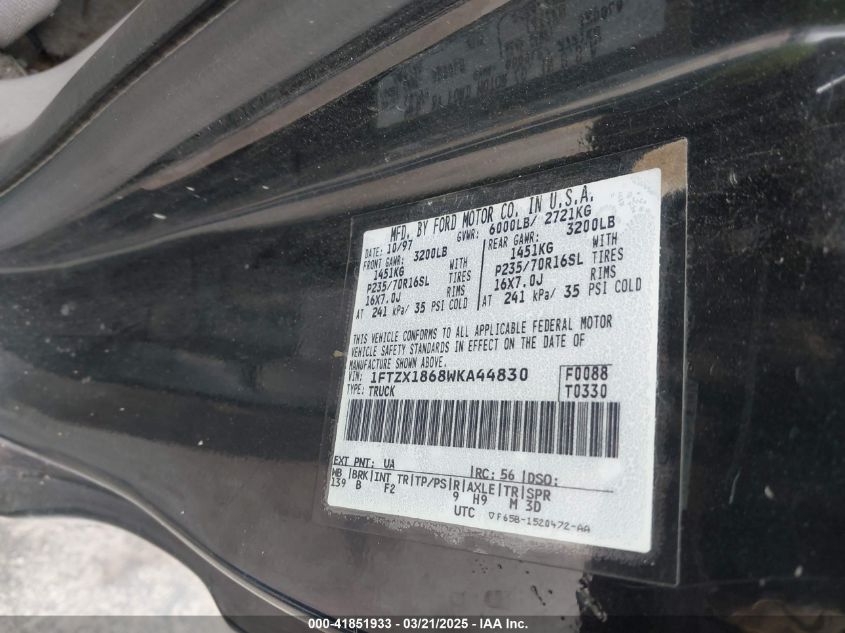 MFD. BY FORD MOTOR CO. IN U.S.A.
DATE: 10/97 GVWR: 6000LB/ 2721KG
FRONT GAWR: 3200LB REAR GAWR: 3200LB
1451KG WITH 1451KG WITH
P235/70R16SL TIRES P235/70R16SL TIRES
16X7.0J RIMS 16X7.0J RIMS
AT 241 kPa/ 35 PSI COLD AT 241 kPa/ 35 PSI COLD
THIS VEHICLE CONFORMS TO ALL APPLICABLE FEDERAL MOTOR
VEHICLE SAFETY STANDARDS IN EFFECT ON THE DATE OF
MANUFACTURE SHOWN ABOVE.
VIN: 1FTZX1868WKA44830 F0088
TYPE: TRUCK T0330
EXT PNT: UA RC: 56 DSO:
WB BRK INT TR TP/PS R AXLE TR SPR
139 B F2 9 H9 M 3D
UTC ▽F65B-1520472-AA
000-41851933 - 03/21/2025 - IAA Inc.